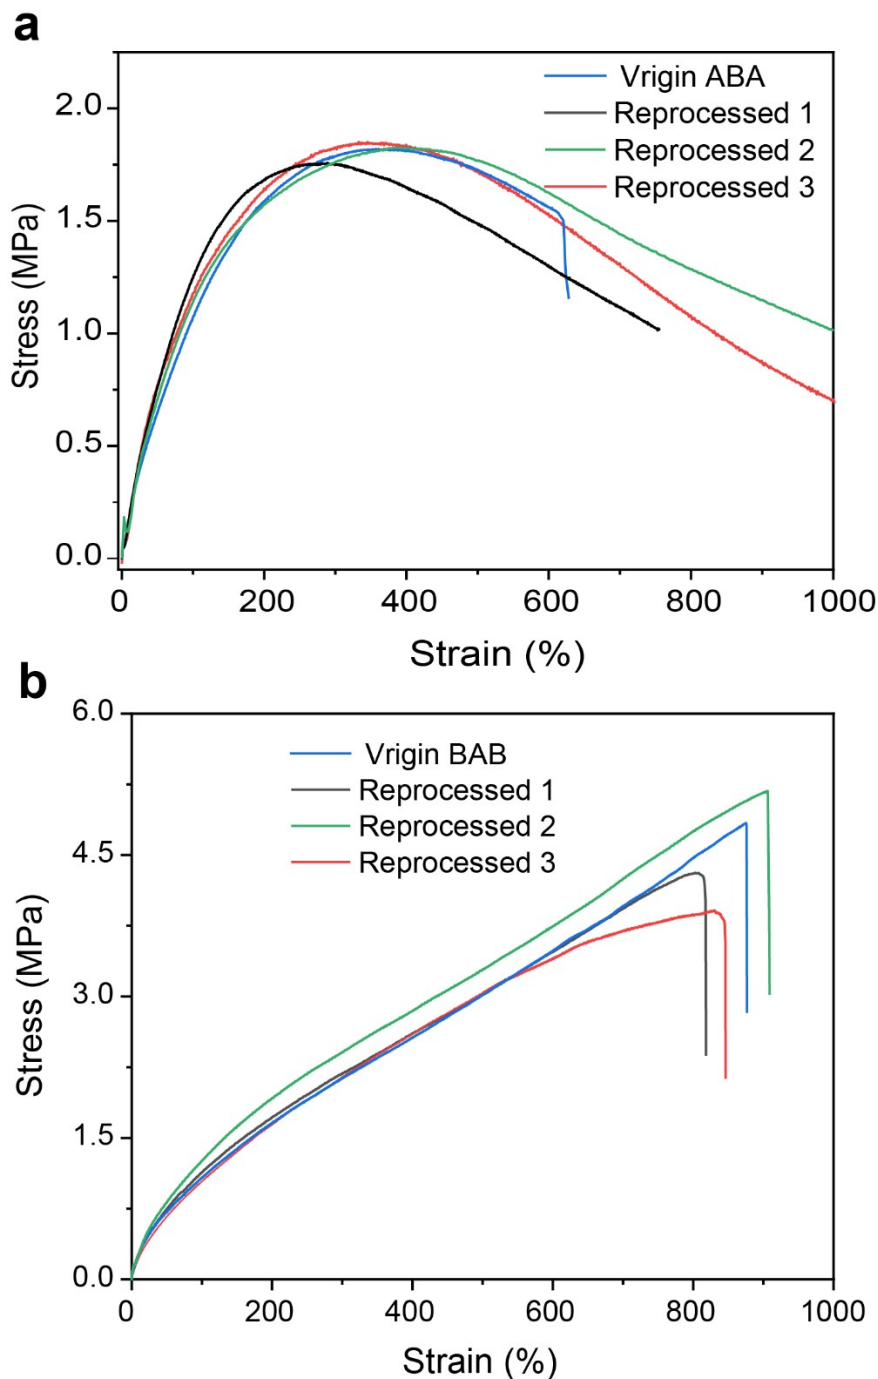 a
Vrigin ABA
Reprocessed 1
Reprocessed 2
Reprocessed 3
2.0
1.5
1.0
0.5
0.0
Stress (MPa)
0 200 400 600 800 1000
Strain (%)
b
6.0
Vrigin BAB
Reprocessed 1
Reprocessed 2
Reprocessed 3
4.5
3.0
1.5
0.0
Stress (MPa)
0 200 400 600 800 1000
Strain (%)